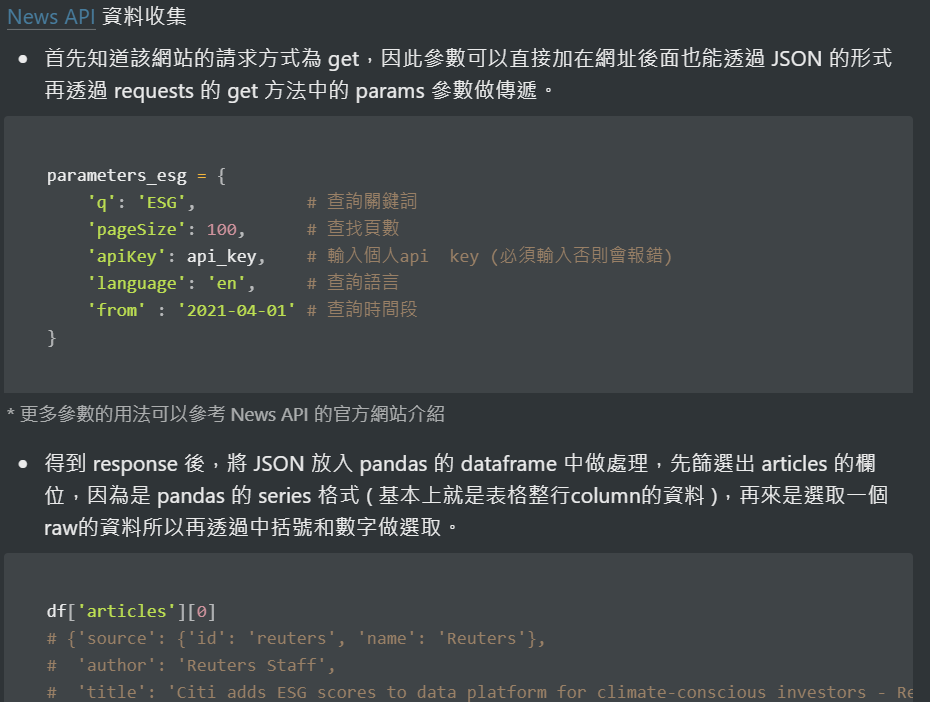 News API 資料收集
首先知道該網站的請求方式為 get，因此參數可以直接加在網址後面也能透過 JSON 的形式
再透過 requests 的 get 方法中的 params 參數做傳遞。
parameters_esg = {
'q': 'ESG', # 查詢關鍵詞
'pageSize': 100, # 查找頁數
'apiKey': api_key, # 輸入個人api key (必須輸入否則會報錯)
'language': 'en', # 查詢語言
'from' : '2021-04-01' # 查詢時間段
}
* 更多參數的用法可以參考 News API 的官方網站介紹
得到 response 後，將 JSON 放入 pandas 的 dataframe 中做處理，先篩選出 articles 的欄
位，因為是 pandas 的 series 格式 ( 基本上就是表格整行column的資料 )，再來是選取一個
raw的資料所以再透過中括號和數字做選取。
df['articles'][0]
# {'source': {'id': 'reuters', 'name': 'Reuters'},
# 'author': 'Reuters Staff',
# 'title': 'Citi adds ESG scores to data platform for climate-conscious investors - Re